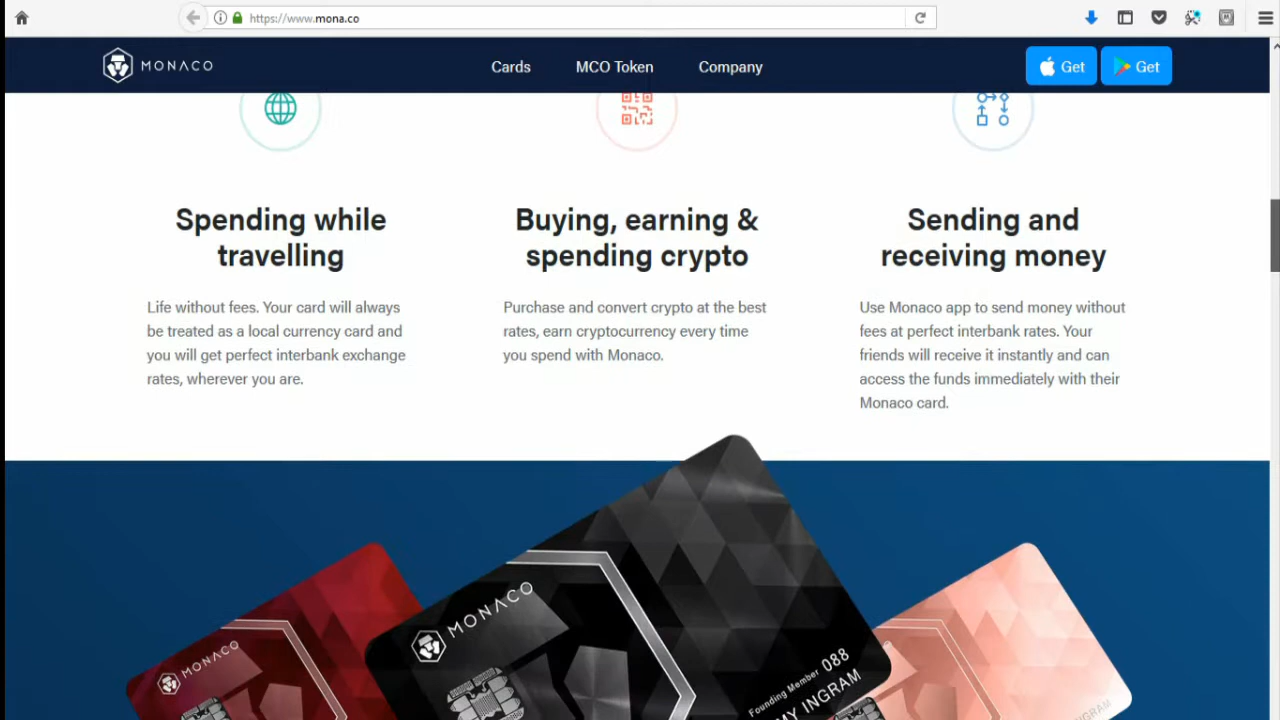 https://www.mona.co
MONACO
Cards
MCO Token
Company
Get
Get
Spending while
travelling
Life without fees. Your card will always
be treated as a local currency card and
you will get perfect interbank exchange
rates, wherever you are.
Buying, earning &
spending crypto
Purchase and convert crypto at the best
rates, earn cryptocurrency every time
you spend with Monaco.
Sending and
receiving money
Use Monaco app to send money without
fees at perfect interbank rates. Your
friends will receive it instantly and can
access the funds immediately with their
Monaco card.
MONACO
MONACO
Founding Member 088
MY INGRAM
INGRAM